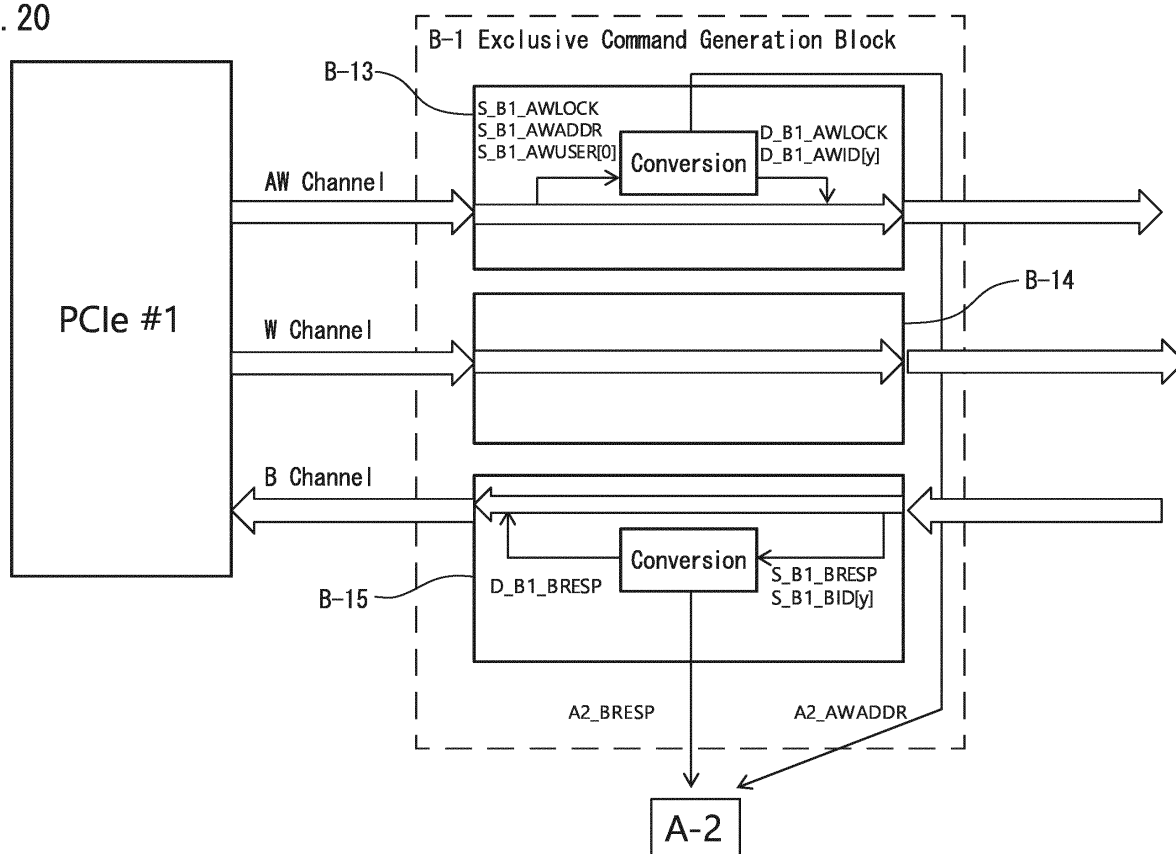 . 20
B-1 Exclusive Command Generation Block
B-13
S_B1_AWLOCK
S_B1_AWADDR
S_B1_AWUSER[0]
Conversion
D_B1_AWLOCK
D_B1_AWID[y]
AW Channel
B-14
PCIe #1
W Channel
B Channel
Conversion
D_B1_BRESP
S_B1_BRESP
S_B1_BID[y]
B-15
A2_BRESP
A2_AWADDR
A-2